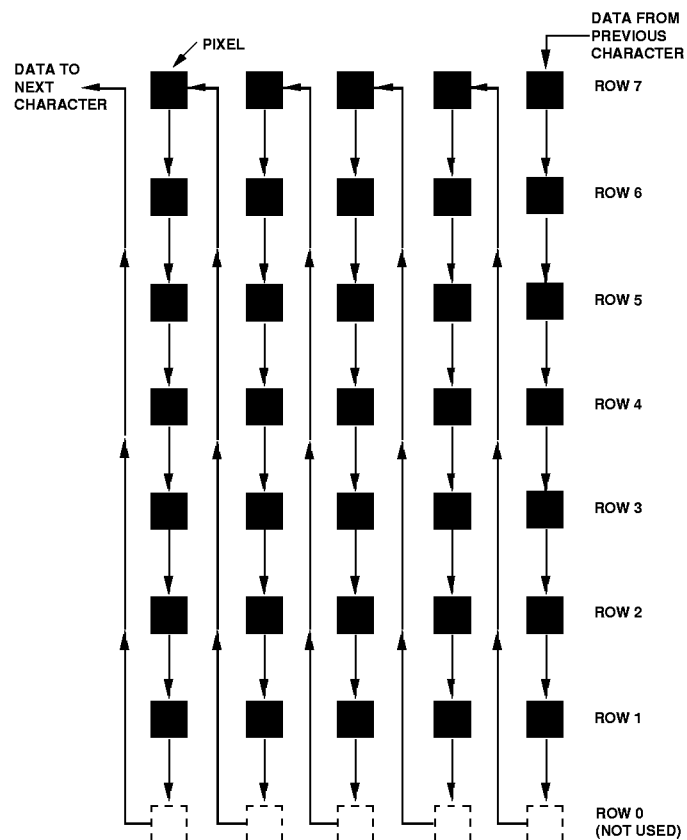 DATA FROM
PREVIOUS
CHARACTER
PIXEL
DATA TO
NEXT
CHARACTER
ROW 7
ROW 6
ROW 5
ROW 4
ROW 3
ROW 2
ROW 1
ROW 0
(NOT USED)